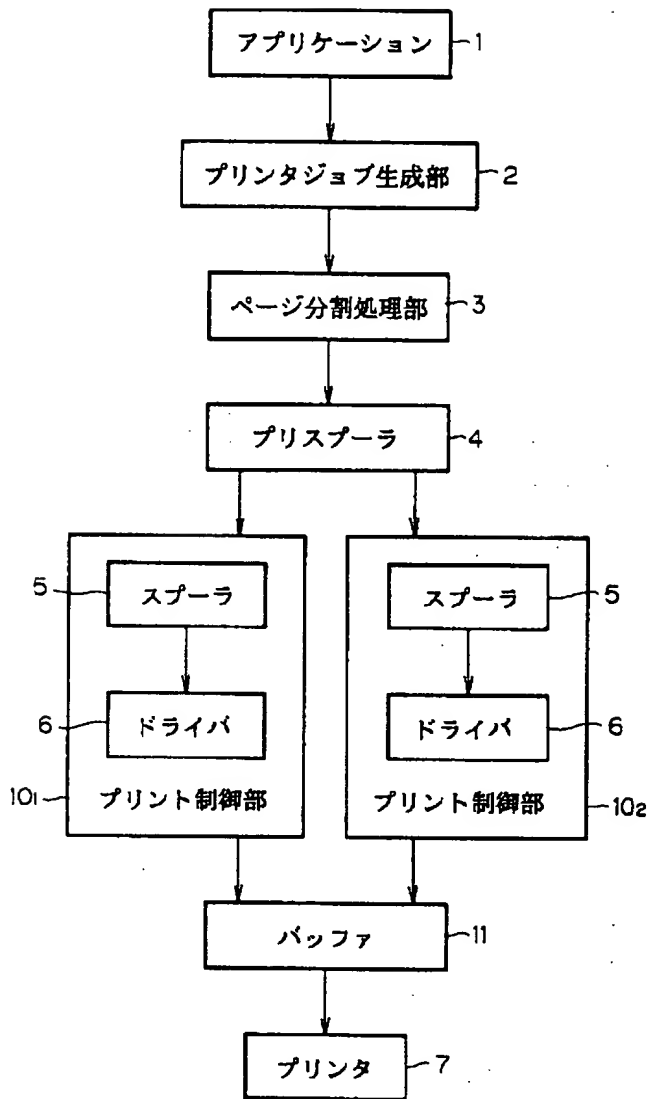 アプリケーション 1
プリンタジョブ生成部 2
ページ分割処理部 3
プリスプーラ 4
5 スプーラ スプーラ 5
6 ドライバ ドライバ 6
10₁ プリント制御部 プリント制御部 10₂
バッファ 11
プリンタ 7